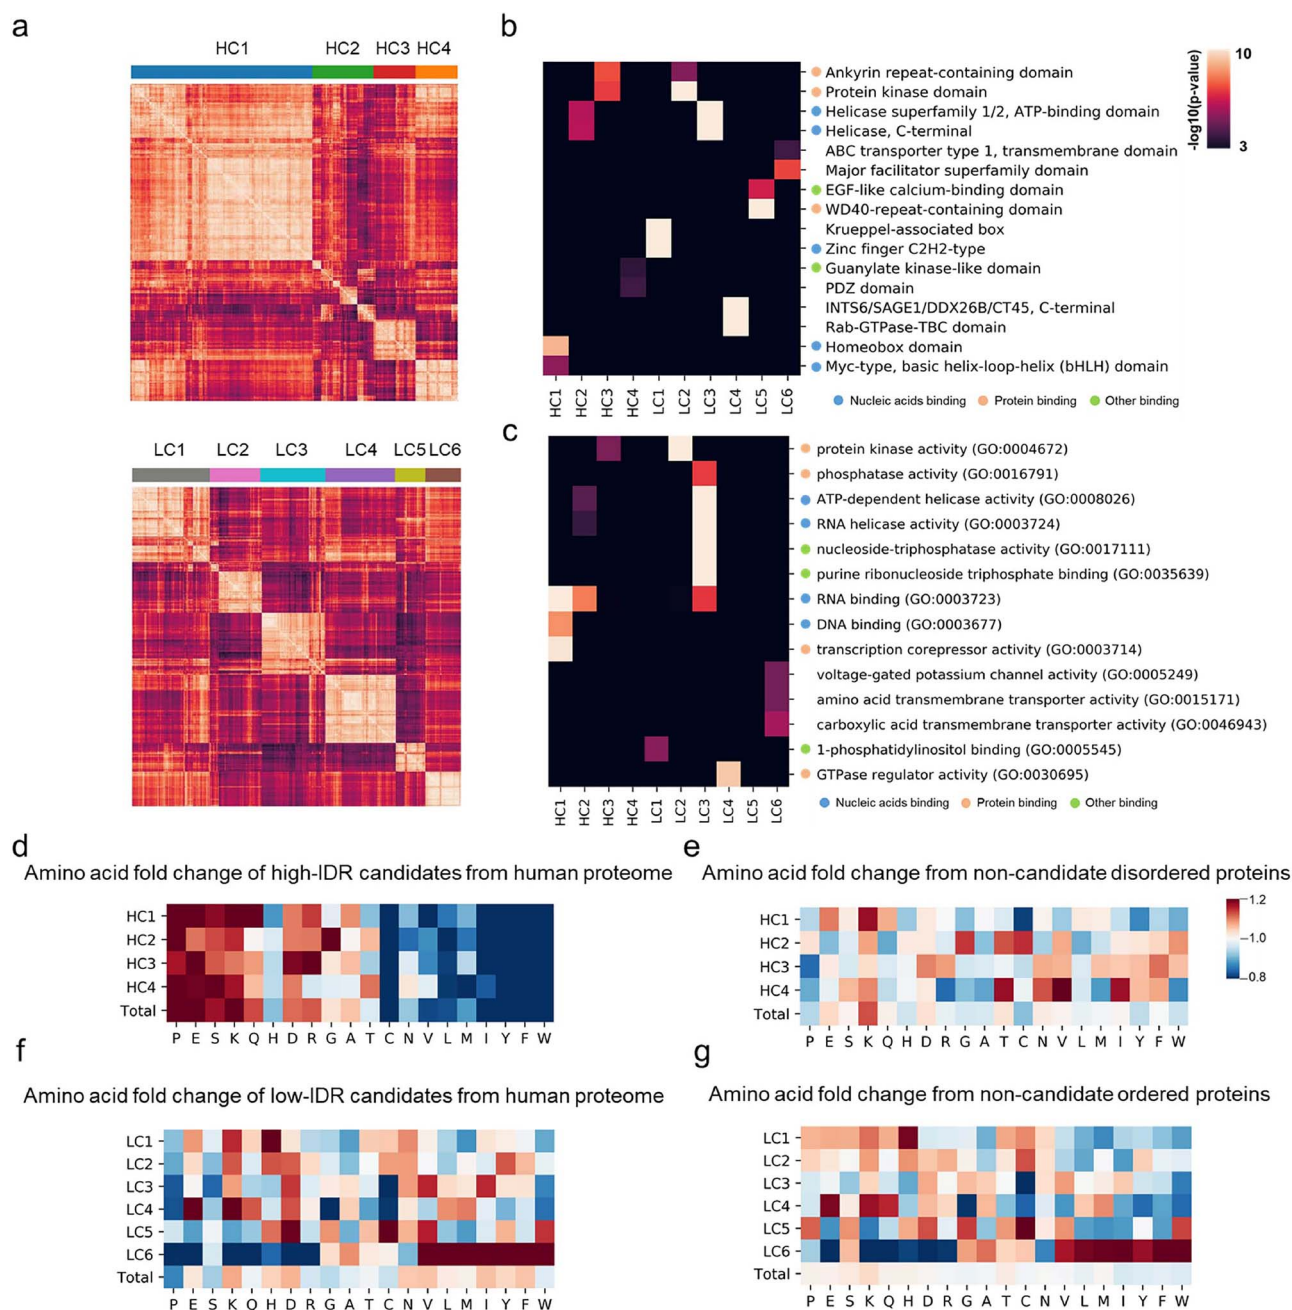 a
HC1 HC2 HC3 HC4
LC1 LC2 LC3 LC4 LC5 LC6
b
Ankyrin repeat-containing domain
Protein kinase domain
Helicase superfamily 1/2, ATP-binding domain
Helicase, C-terminal
ABC transporter type 1, transmembrane domain
Major facilitator superfamily domain
EGF-like calcium-binding domain
WD40-repeat-containing domain
Krueppel-associated box
Zinc finger C2H2-type
Guanylate kinase-like domain
PDZ domain
INTS6/SAGE1/DDX26B/CT45, C-terminal
Rab-GTPase-TBC domain
Homeobox domain
Myc-type, basic helix-loop-helix (bHLH) domain
HC1 HC2 HC3 HC4 LC1 LC2 LC3 LC4 LC5 LC6
Nucleic acids binding Protein binding Other binding
-log10(p-value)
10
3
c
protein kinase activity (GO:0004672)
phosphatase activity (GO:0016791)
ATP-dependent helicase activity (GO:0008026)
RNA helicase activity (GO:0003724)
nucleoside-triphosphatase activity (GO:0017111)
purine ribonucleoside triphosphate binding (GO:0035639)
RNA binding (GO:0003723)
DNA binding (GO:0003677)
transcription corepressor activity (GO:0003714)
voltage-gated potassium channel activity (GO:0005249)
amino acid transmembrane transporter activity (GO:0015171)
carboxylic acid transmembrane transporter activity (GO:0046943)
1-phosphatidylinositol binding (GO:0005545)
GTPase regulator activity (GO:0030695)
HC1 HC2 HC3 HC4 LC1 LC2 LC3 LC4 LC5 LC6
Nucleic acids binding Protein binding Other binding
d
Amino acid fold change of high-IDR candidates from human proteome
HC1
HC2
HC3
HC4
Total
P E S K Q H D R G A T C N V L M I Y F W
e
Amino acid fold change from non-candidate disordered proteins
HC1
HC2
HC3
HC4
Total
P E S K Q H D R G A T C N V L M I Y F W
1.2
1.0
0.8
f
Amino acid fold change of low-IDR candidates from human proteome
LC1
LC2
LC3
LC4
LC5
LC6
Total
P E S K Q H D R G A T C N V L M I Y F W
g
Amino acid fold change from non-candidate ordered proteins
LC1
LC2
LC3
LC4
LC5
LC6
Total
P E S K Q H D R G A T C N V L M I Y F W